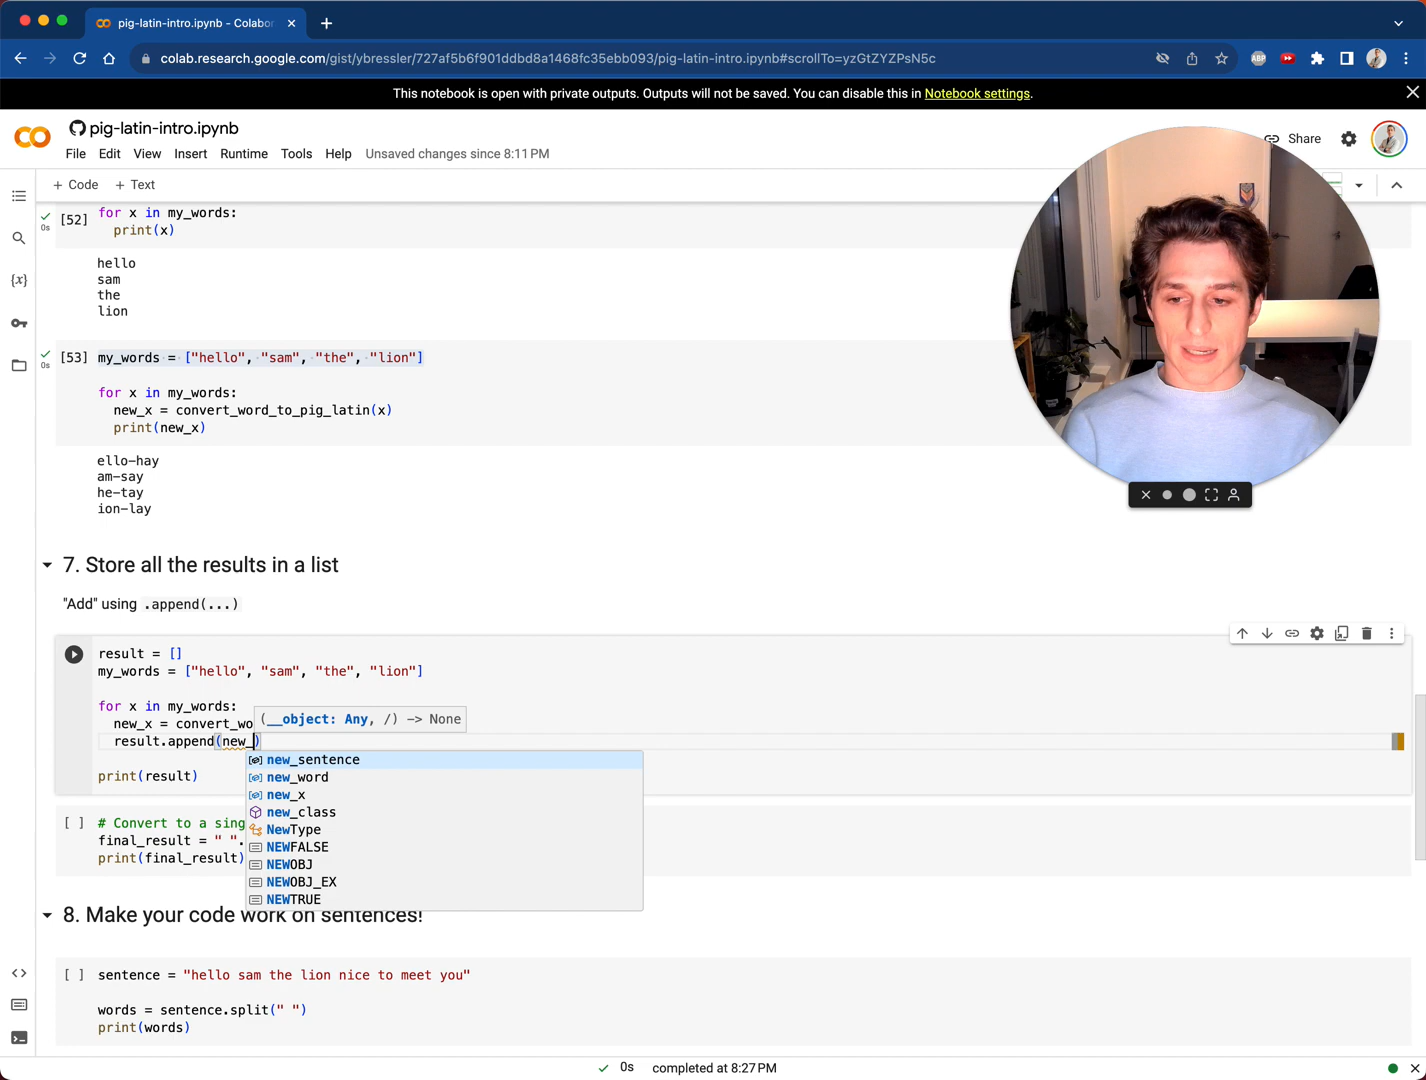 pig-latin-intro.ipynb - Colabor
colab.research.google.com/gist/ybressler/727af5b6f901ddbd8a1468fc35ebb093/pig-latin-intro.ipynb#scrollTo=yzGtZYZPsN5c
ABP
This notebook is open with private outputs. Outputs will not be saved. You can disable this in Notebook settings.
pig-latin-intro.ipynb
Share
File Edit View Insert Runtime Tools Help Unsaved changes since 8:11 PM
+ Code + Text
{x}
0s
[52] for x in my_words:
print(x)
hello
sam
the
lion
0s
[53] my_words = ["hello", "sam", "the", "lion"]
for x in my_words:
new_x = convert_word_to_pig_latin(x)
print(new_x)
ello-hay
am-say
he-tay
ion-lay
7. Store all the results in a list
"Add" using .append(...)
result = []
my_words = ["hello", "sam", "the", "lion"]
for x in my_words:
new_x = convert_wo
(__object: Any, /) -> None
result.append(new_)
new_sentence
new_word
new_x
new_class
NewType
NEWFALSE
NEWOBJ
NEWOBJ_EX
NEWTRUE
print(result)
[ ] # Convert to a sing
final_result = " ".
print(final_result)
8. Make your code work on sentences!
[ ] sentence = "hello sam the lion nice to meet you"
words = sentence.split(" ")
print(words)
0s completed at 8:27 PM